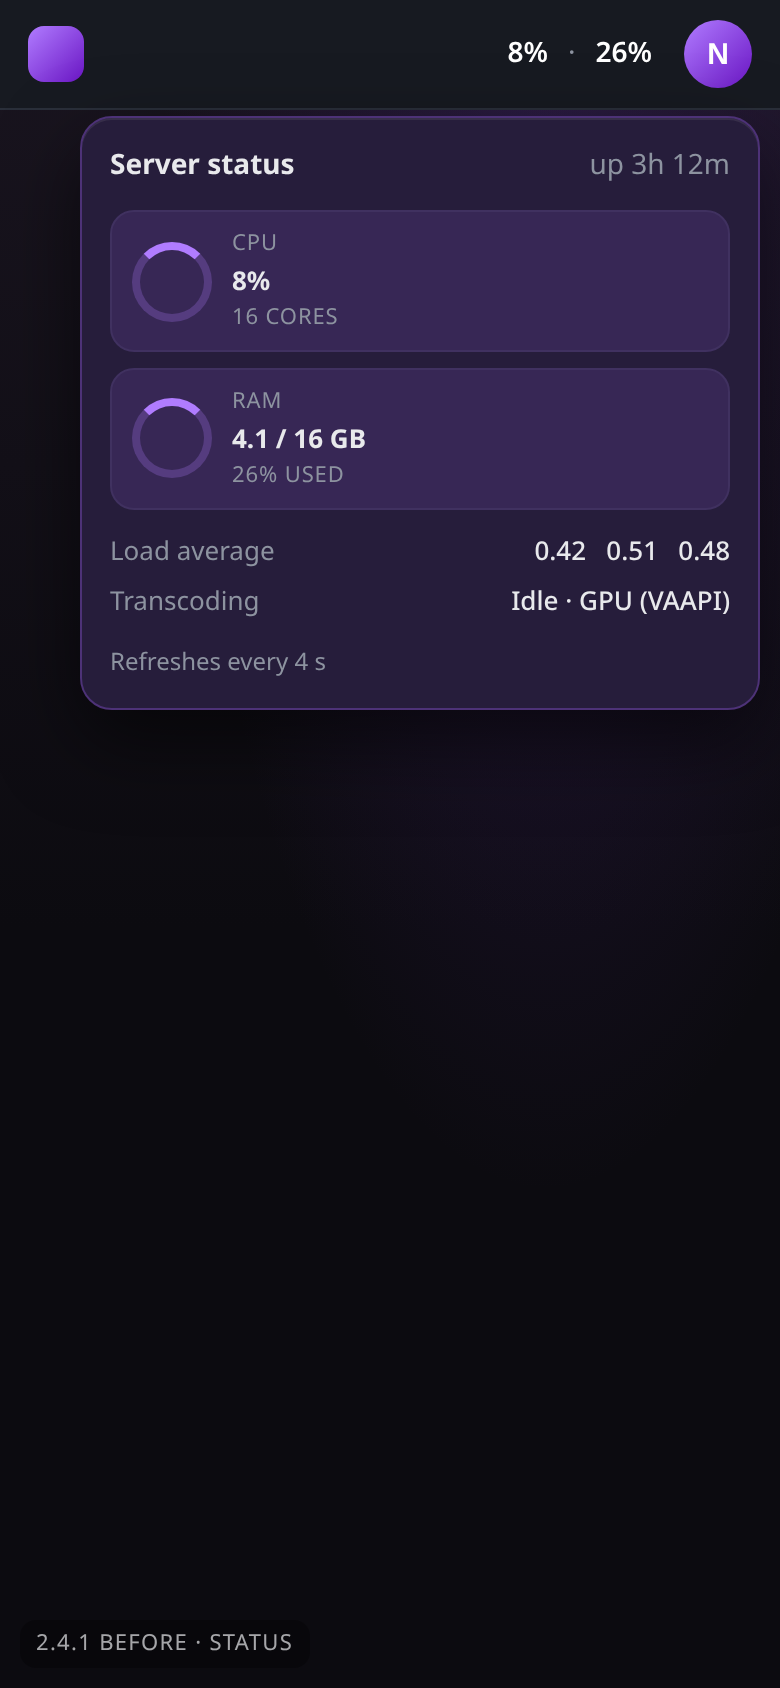 8% · 26%
N
Server status
up 3h 12m
CPU
8%
16 CORES
RAM
4.1 / 16 GB
26% USED
Load average 0.42 0.51 0.48
Transcoding Idle · GPU (VAAPI)
Refreshes every 4 s
2.4.1 BEFORE · STATUS